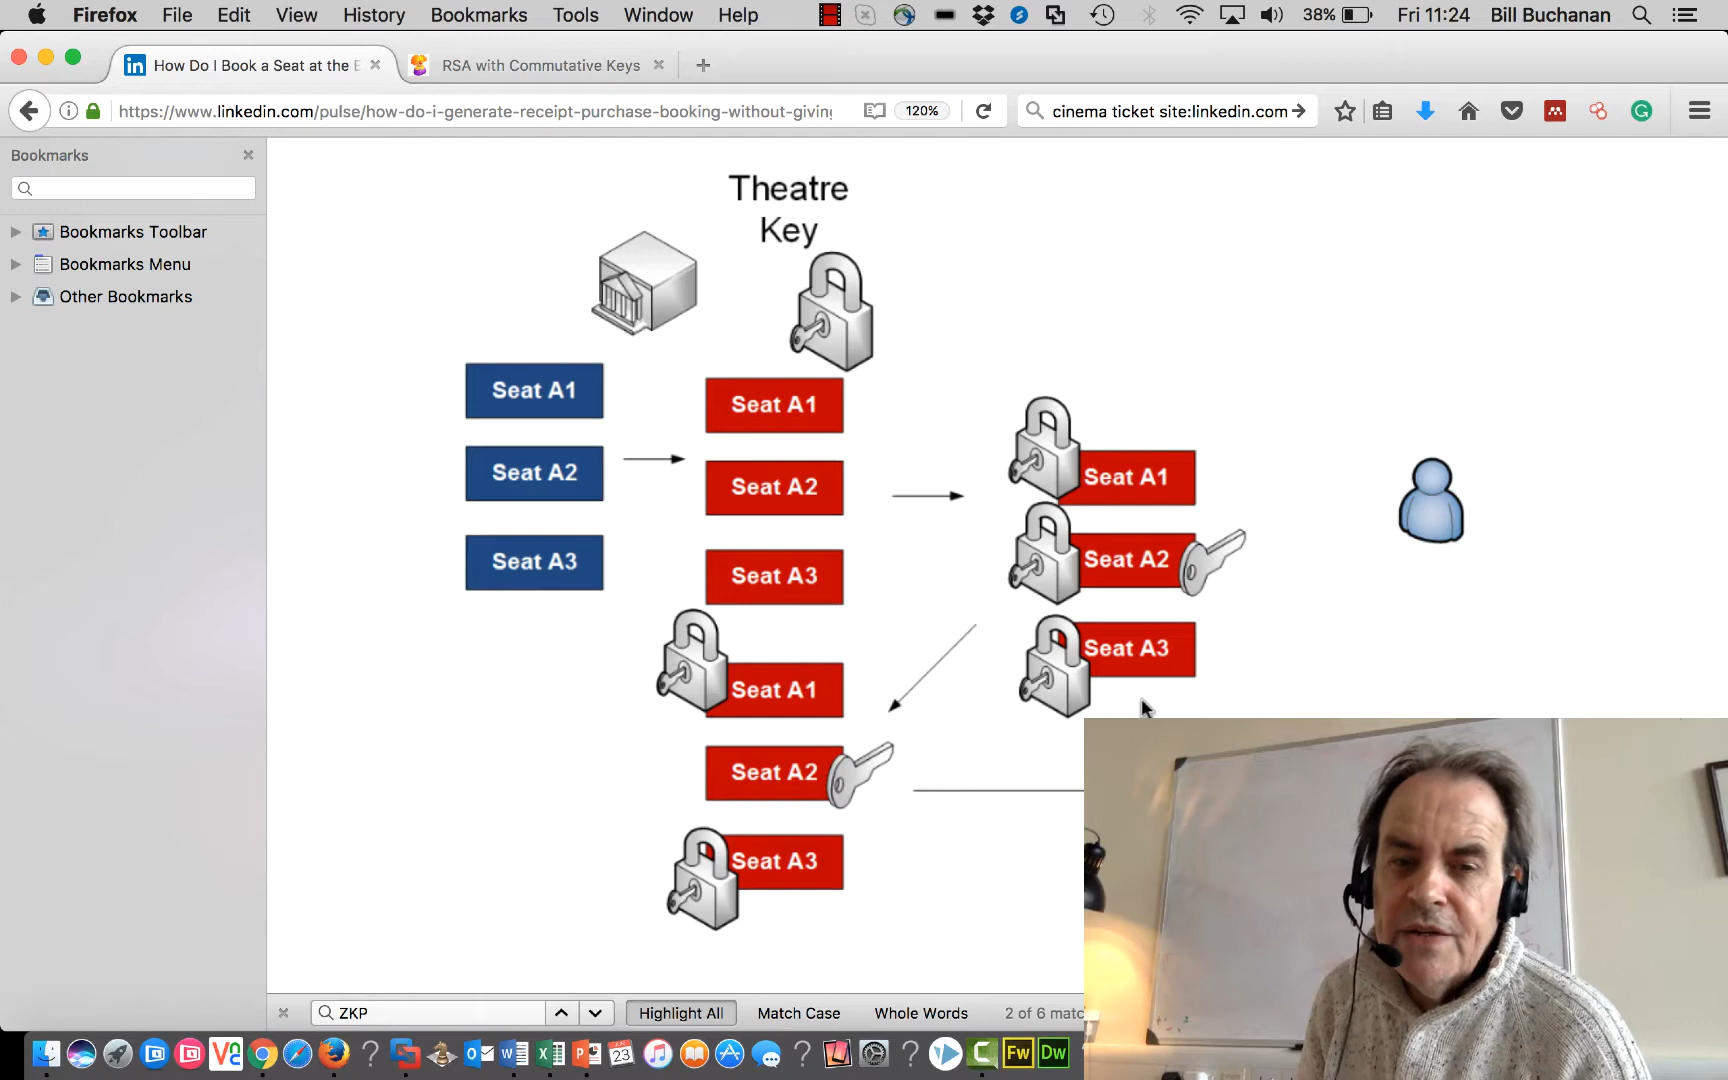 Firefox File Edit View History Bookmarks Tools Window Help 38% Fri 11:24 Bill Buchanan
How Do I Book a Seat at the E
RSA with Commutative Keys
https://www.linkedin.com/pulse/how-do-i-generate-receipt-purchase-booking-without-giving
120%
cinema ticket site:linkedin.com
Bookmarks
Bookmarks Toolbar
Bookmarks Menu
Other Bookmarks
Theatre
Key
Seat A1
Seat A2
Seat A3
Seat A1
Seat A2
Seat A3
Seat A1
Seat A2
Seat A3
Seat A1
Seat A2
Seat A3
ZKP
Highlight All
Match Case
Whole Words
2 of 6 matc
23
Fw
Dw